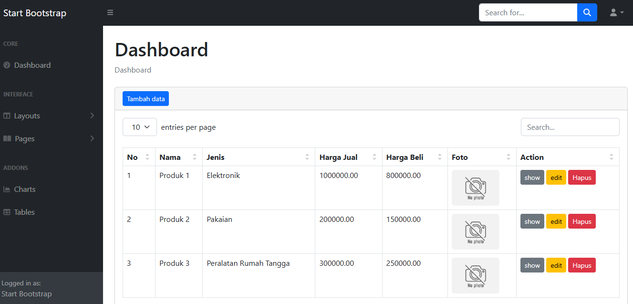 Start Bootstrap
Search for...
CORE
Dashboard
INTERFACE
Layouts
Pages
ADDONS
Charts
Tables
Logged in as:
Start Bootstrap
Dashboard
Dashboard
Tambah data
10 entries per page
Search...
No Nama Jenis Harga Jual Harga Beli Foto Action
1 Produk 1 Elektronik 1000000.00 800000.00 No photo show edit Hapus
2 Produk 2 Pakaian 200000.00 150000.00 No photo show edit Hapus
3 Produk 3 Peralatan Rumah Tangga 300000.00 250000.00 No photo show edit Hapus